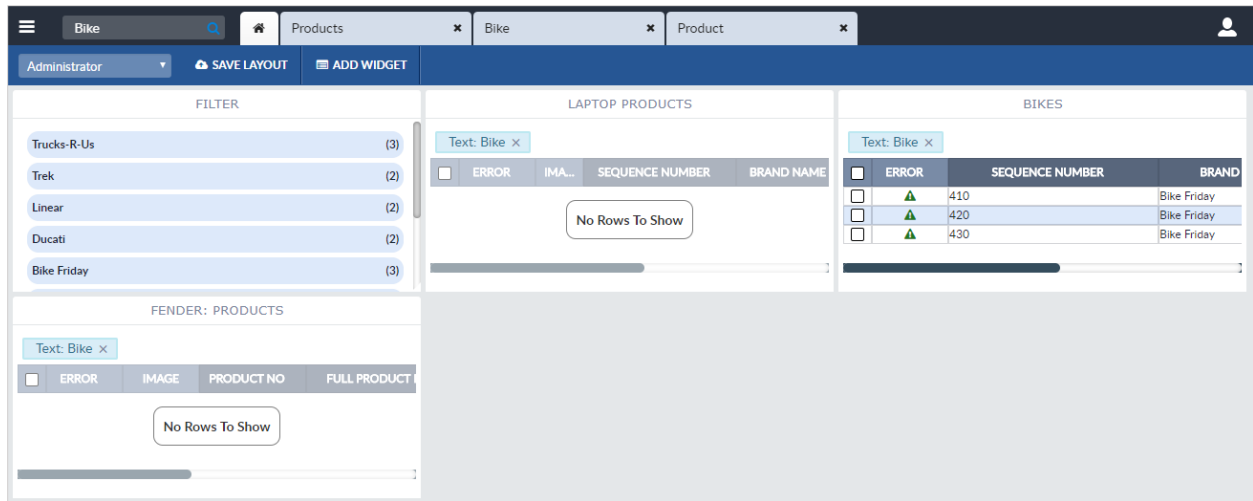 Bike
Products ×
Bike ×
Product ×
Administrator
SAVE LAYOUT
ADD WIDGET
FILTER
Trucks-R-Us (3)
Trek (2)
Linear (2)
Ducati (2)
Bike Friday (3)
LAPTOP PRODUCTS
Text: Bike ×
ERROR IMA... SEQUENCE NUMBER BRAND NAME
No Rows To Show
BIKES
Text: Bike ×
ERROR SEQUENCE NUMBER BRAND
410 Bike Friday
420 Bike Friday
430 Bike Friday
FENDER: PRODUCTS
Text: Bike ×
ERROR IMAGE PRODUCT NO FULL PRODUCT
No Rows To Show